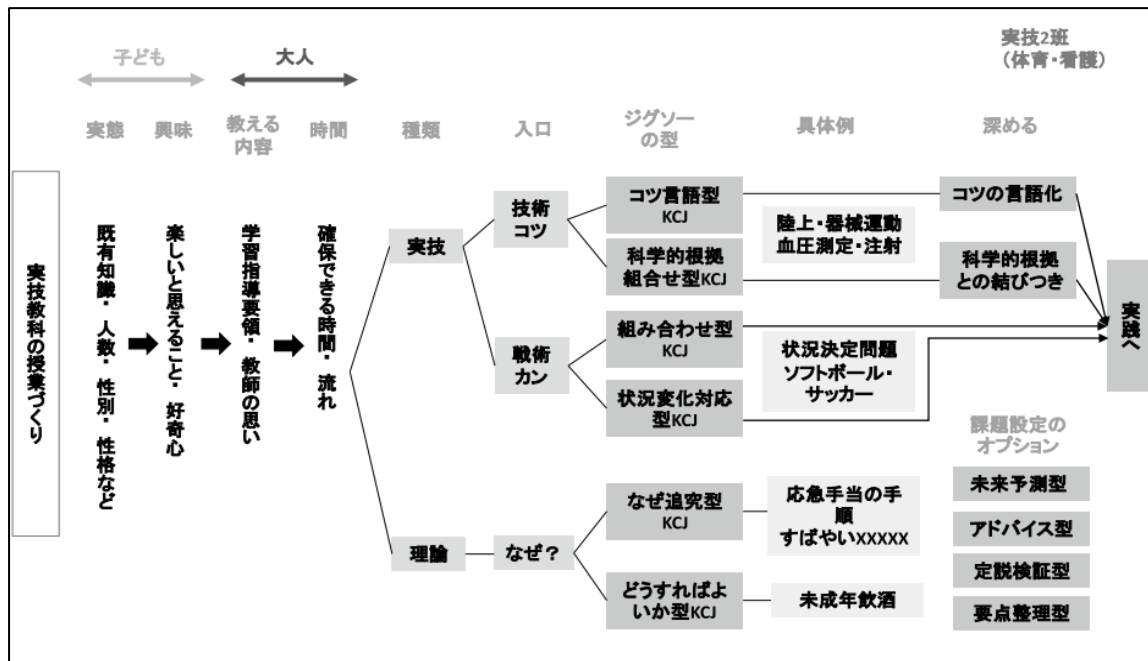 実技2班
(体育・看護)
子ども
大人
実態
興味
教える
内容
時間
種類
入口
ジグソー
の型
具体例
深める
実技教科の授業づくり
既有知識・人数・性別・性格など
楽しいと思えること・好奇心
学習指導要領・教師の思い
確保できる時間・流れ
実技
技術
コツ
コツ言語型
KCJ
科学的根拠
組合せ型KCJ
陸上・器械運動
血圧測定・注射
コツの言語化
科学的根拠
との結びつき
戦術
カン
組み合わせ型
KCJ
状況変化対応
型KCJ
状況決定問題
ソフトボール・
サッカー
実践へ
理論
なぜ?
なぜ追究型
KCJ
応急手当の手
順
すばやいXXXXX
どうすればよ
いか型KCJ
未成年飲酒
課題設定の
オプション
未来予測型
アドバイス型
定説検証型
要点整理型